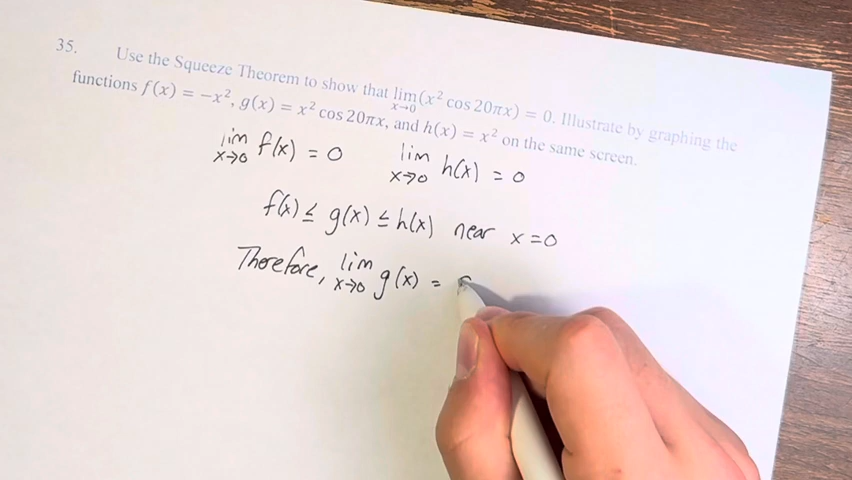 35. Use the Squeeze Theorem to show that lim x→0 (x² cos 20πx) = 0. Illustrate by graphing the
functions f(x) = −x², g(x) = x² cos 20πx, and h(x) = x² on the same screen.
lim x→0 f(x) = 0 lim x→0 h(x) = 0
f(x) ≤ g(x) ≤ h(x) near x = 0
Therefore, lim x→0 g(x) =